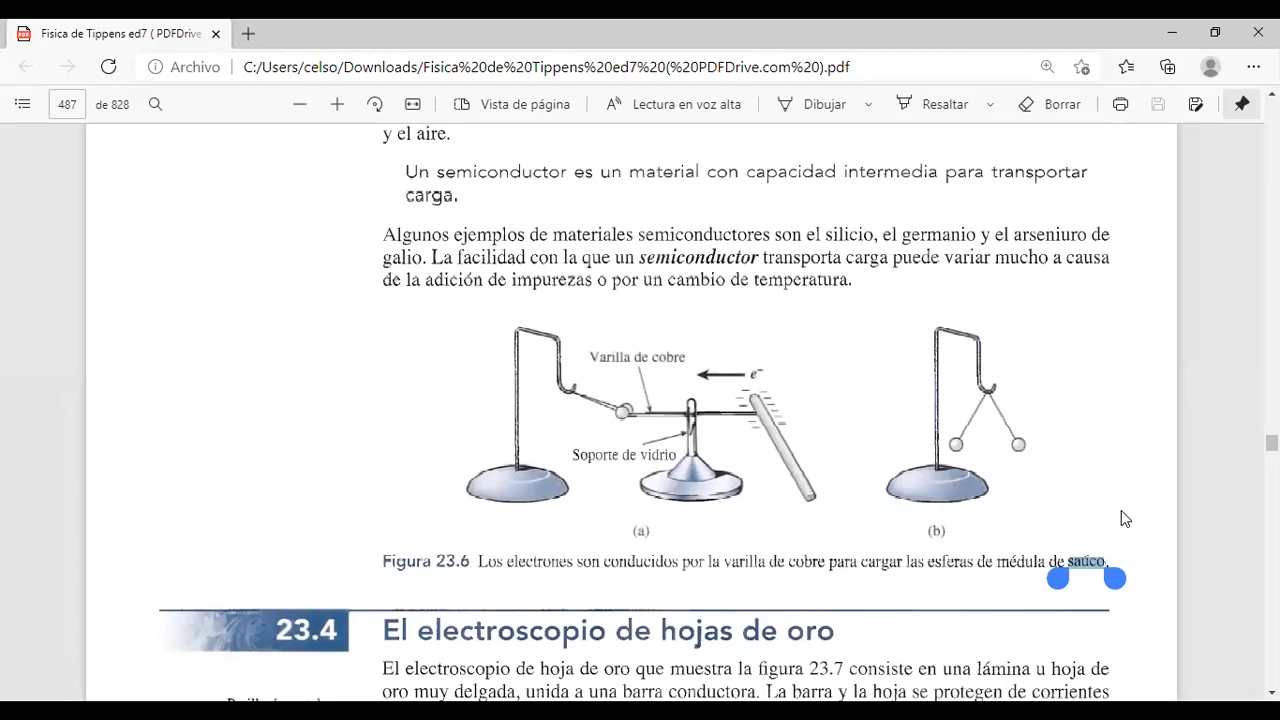 Fisica de Tippens ed7 ( PDFDrive
Archivo C:/Users/celso/Downloads/Fisica%20de%20Tippens%20ed7%20(%20PDFDrive.com%20).pdf
487 de 828 Vista de página Lectura en voz alta Dibujar Resaltar Borrar
y el aire.
Un semiconductor es un material con capacidad intermedia para transportar
carga.
Algunos ejemplos de materiales semiconductores son el silicio, el germanio y el arseniuro de
galio. La facilidad con la que un semiconductor transporta carga puede variar mucho a causa
de la adición de impurezas o por un cambio de temperatura.
Varilla de cobre
e⁻
Soporte de vidrio
(a) (b)
Figura 23.6 Los electrones son conducidos por la varilla de cobre para cargar las esferas de médula de saúco.
23.4 El electroscopio de hojas de oro
El electroscopio de hoja de oro que muestra la figura 23.7 consiste en una lámina u hoja de
oro muy delgada, unida a una barra conductora. La barra y la hoja se protegen de corrientes